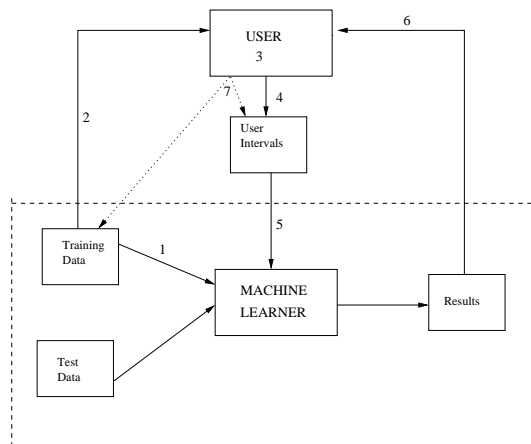 6
USER
3
2
7
4
User
Intervals
5
Training
Data
1
MACHINE
LEARNER
Results
Test
Data